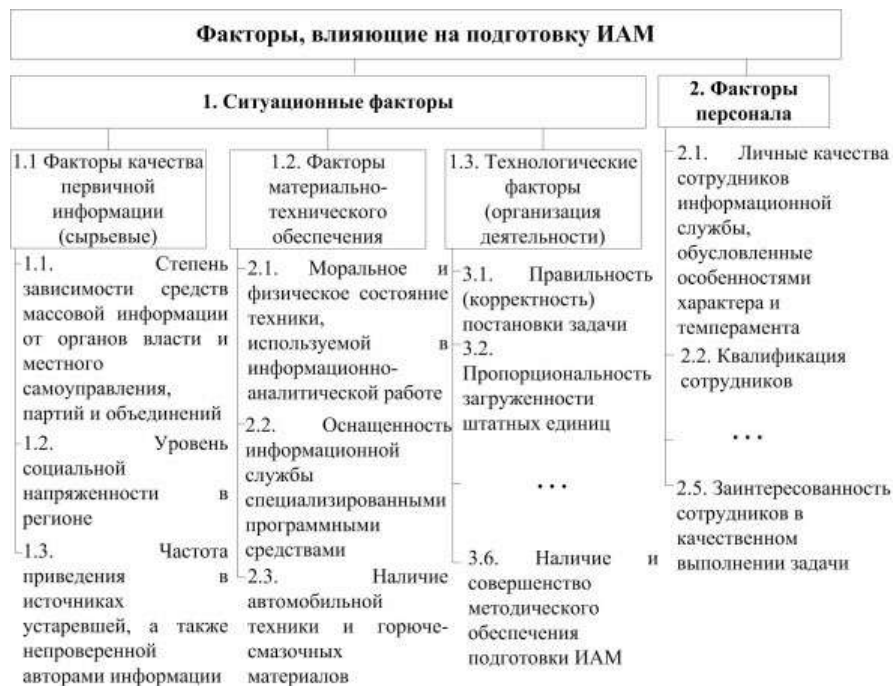 Факторы, влияющие на подготовку ИАМ
1. Ситуационные факторы
2. Факторы
персонала
1.1 Факторы качества
первичной
информации
(сырьевые)
1.1. Степень
зависимости средств
массовой информации
от органов власти и
местного
самоуправления,
партий и объединений
1.2. Уровень
социальной
напряженности в
регионе
1.3. Частота
приведения в
источниках
устаревшей, а также
непроверенной
авторами информации
1.2. Факторы
материально-
технического
обеспечения
2.1. Моральное и
физическое состояние
техники,
используемой в
информационно-
аналитической работе
2.2. Оснащенность
информационной
службы
специализированными
программными
средствами
2.3. Наличие
автомобильной
техники и горюче-
смазочных
материалов
1.3. Технологические
факторы
(организация
деятельности)
3.1. Правильность
(корректность)
постановки задачи
3.2.
Пропорциональность
загруженности
штатных единиц
...
3.6. Наличие и
совершенство
методического
обеспечения
подготовки ИАМ
2.1. Личные качества
сотрудников
информационной
службы,
обусловленные
особенностями
характера и
темперамента
2.2. Квалификация
сотрудников
...
2.5. Заинтересованность
сотрудников в
качественном
выполнении задачи